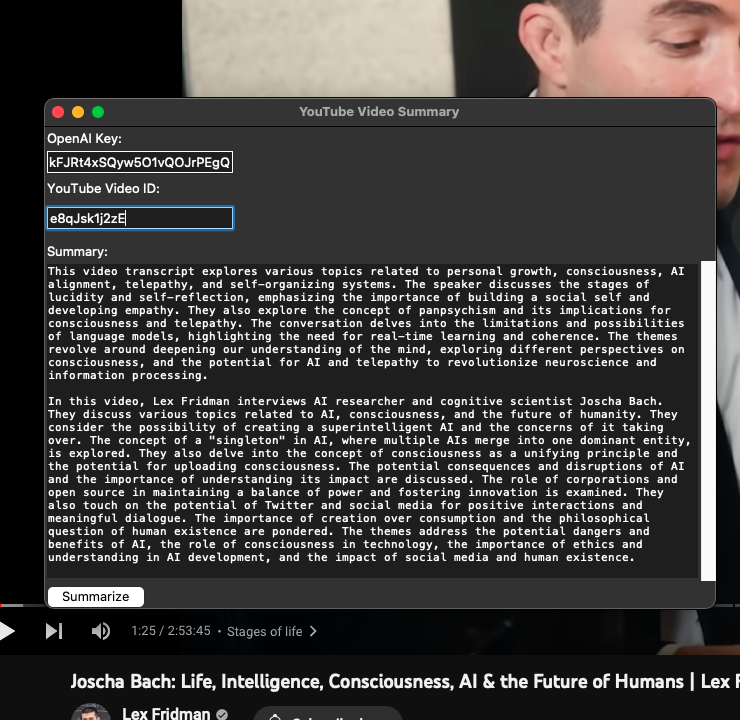 YouTube Video Summary
OpenAI Key:
kFJRt4xSQyw5O1vQOJrPEgQ
YouTube Video ID:
e8qJsk1j2zE
Summary:
This video transcript explores various topics related to personal growth, consciousness, AI
alignment, telepathy, and self-organizing systems. The speaker discusses the stages of
lucidity and self-reflection, emphasizing the importance of building a social self and
developing empathy. They also explore the concept of panpsychism and its implications for
consciousness and telepathy. The conversation delves into the limitations and possibilities
of language models, highlighting the need for real-time learning and coherence. The themes
revolve around deepening our understanding of the mind, exploring different perspectives on
consciousness, and the potential for AI and telepathy to revolutionize neuroscience and
information processing.
In this video, Lex Fridman interviews AI researcher and cognitive scientist Joscha Bach.
They discuss various topics related to AI, consciousness, and the future of humanity. They
consider the possibility of creating a superintelligent AI and the concerns of it taking
over. The concept of a "singleton" in AI, where multiple AIs merge into one dominant entity,
is explored. They also delve into the concept of consciousness as a unifying principle and
the potential for uploading consciousness. The potential consequences and disruptions of AI
and the importance of understanding its impact are discussed. The role of corporations and
open source in maintaining a balance of power and fostering innovation is examined. They
also touch on the potential of Twitter and social media for positive interactions and
meaningful dialogue. The importance of creation over consumption and the philosophical
question of human existence are pondered. The themes address the potential dangers and
benefits of AI, the role of consciousness in technology, the importance of ethics and
understanding in AI development, and the impact of social media and human existence.
Summarize
1:25 / 2:53:45 • Stages of life
Joscha Bach: Life, Intelligence, Consciousness, AI & the Future of Humans | Lex
Lex Fridman